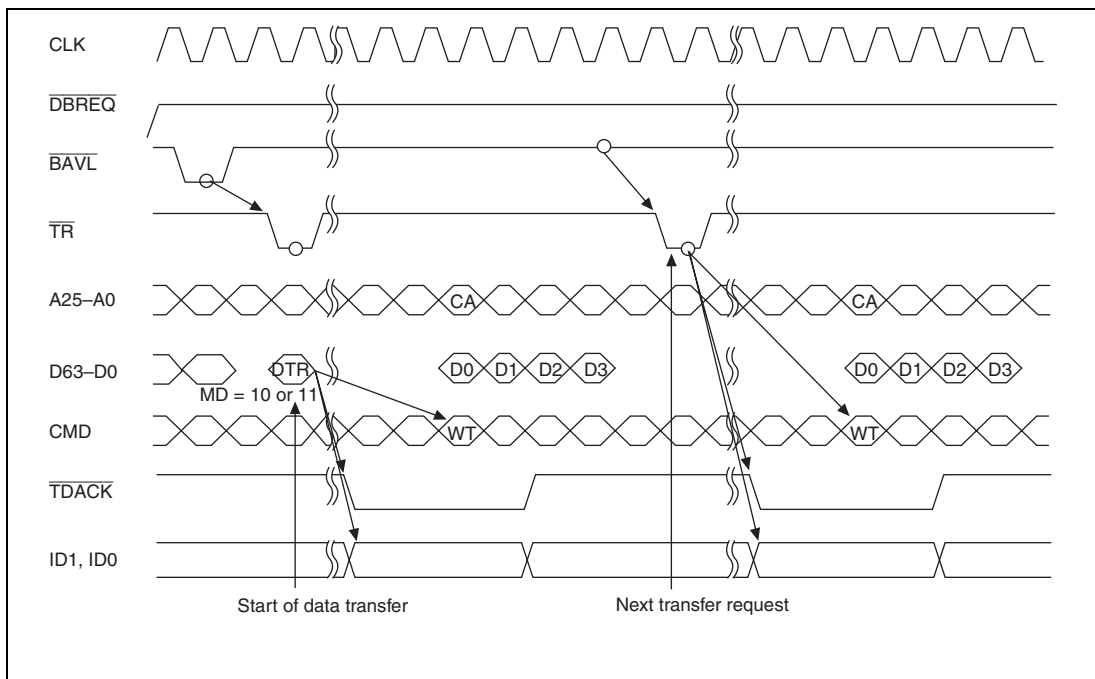 CLK
DBREQ
BAVL
TR
A25–A0 CA CA
D63–D0 DTR D0 D1 D2 D3 D0 D1 D2 D3
MD = 10 or 11
CMD WT WT
TDACK
ID1, ID0
Start of data transfer Next transfer request